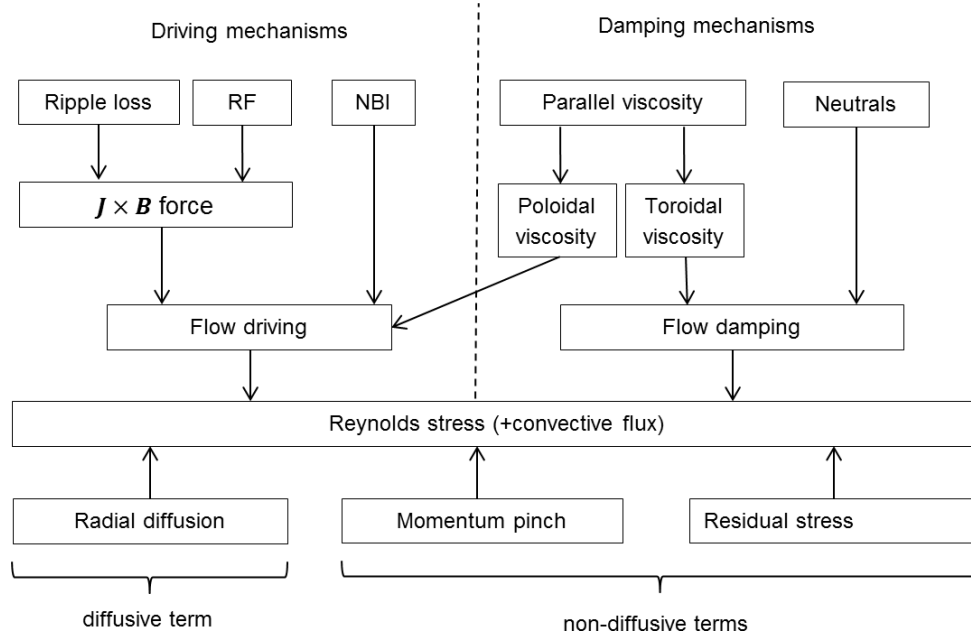 Driving mechanisms
Damping mechanisms
Ripple loss
RF
NBI
Parallel viscosity
Neutrals
J × B force
Poloidal
viscosity
Toroidal
viscosity
Flow driving
Flow damping
Reynolds stress (+convective flux)
Radial diffusion
Momentum pinch
Residual stress
diffusive term
non-diffusive terms